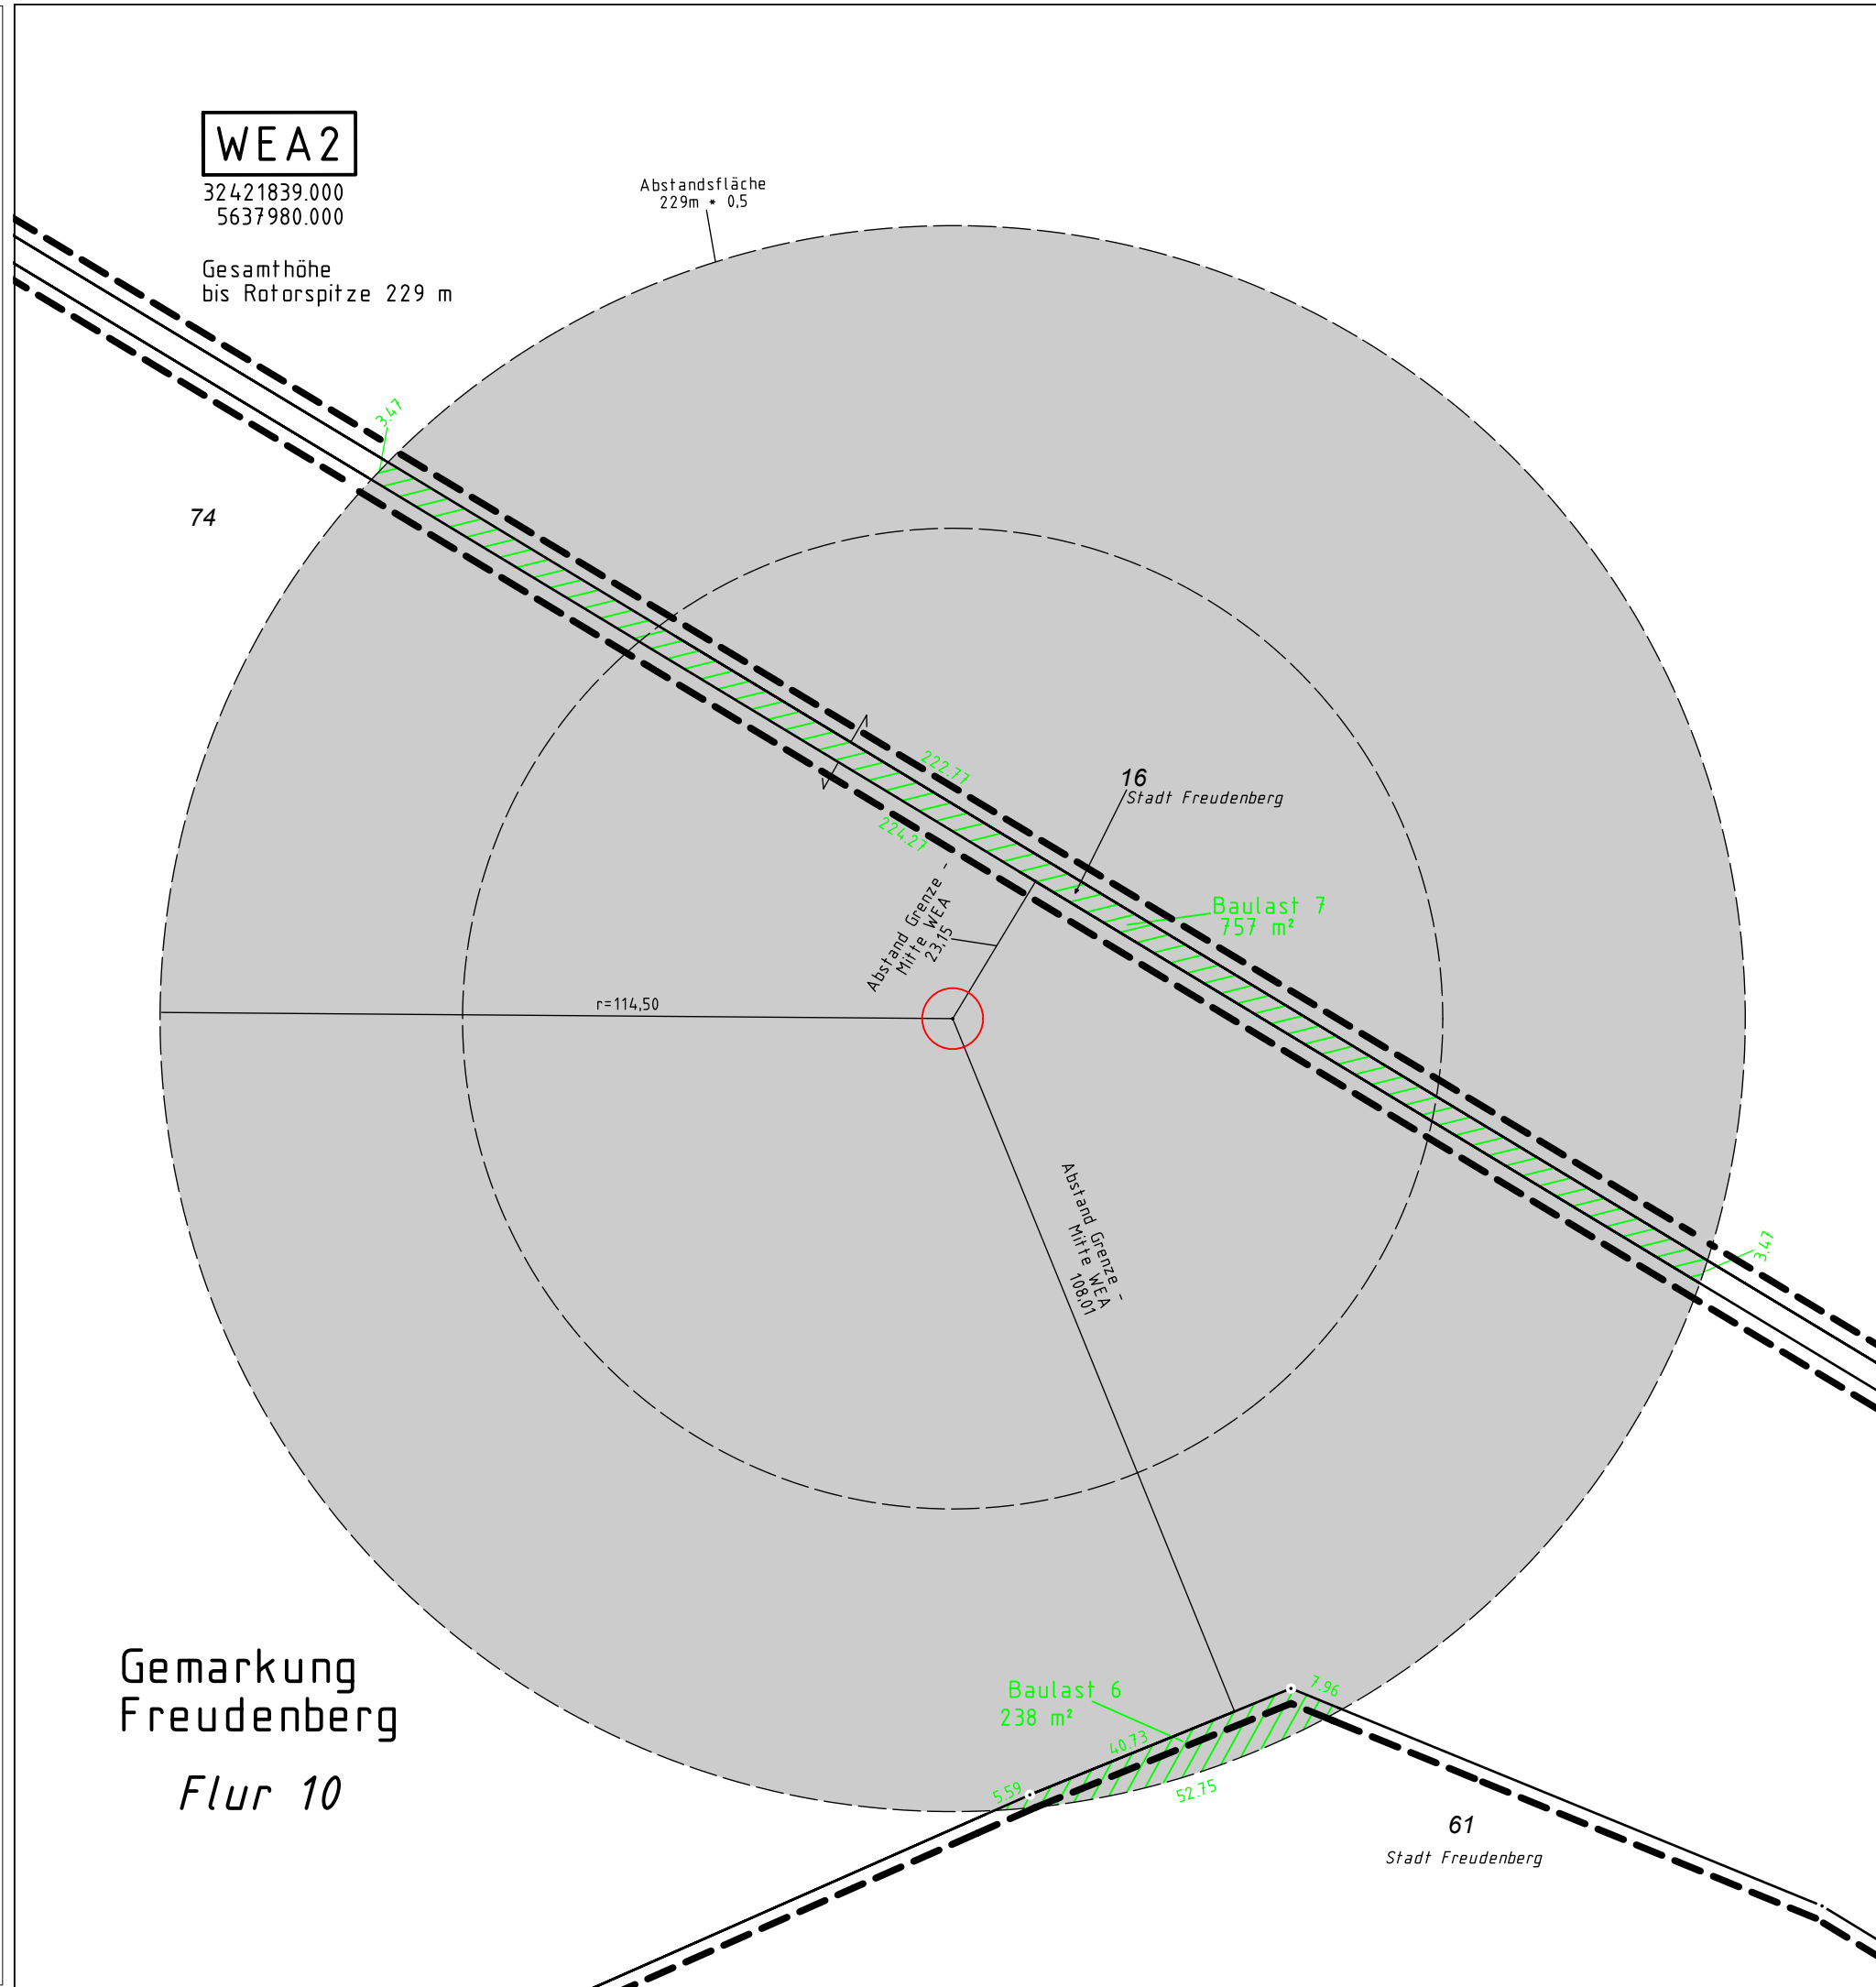 WEA2
32421839.000
5637980.000
Gesamthöhe
bis Rotorspitze 229 m
Abstandsfläche
229m * 0,5
3.47
74
222.77
224.27
16
Stadt Freudenberg
Baulast 7
757 m²
Abstand Grenze -
Mitte WEA
23,15
r=114,50
Abstand Grenze -
Mitte WEA
108,01
3.47
Gemarkung
Freudenberg
Flur 10
Baulast 6
238 m²
7.96
40.73
5.59
52.75
61
Stadt Freudenberg